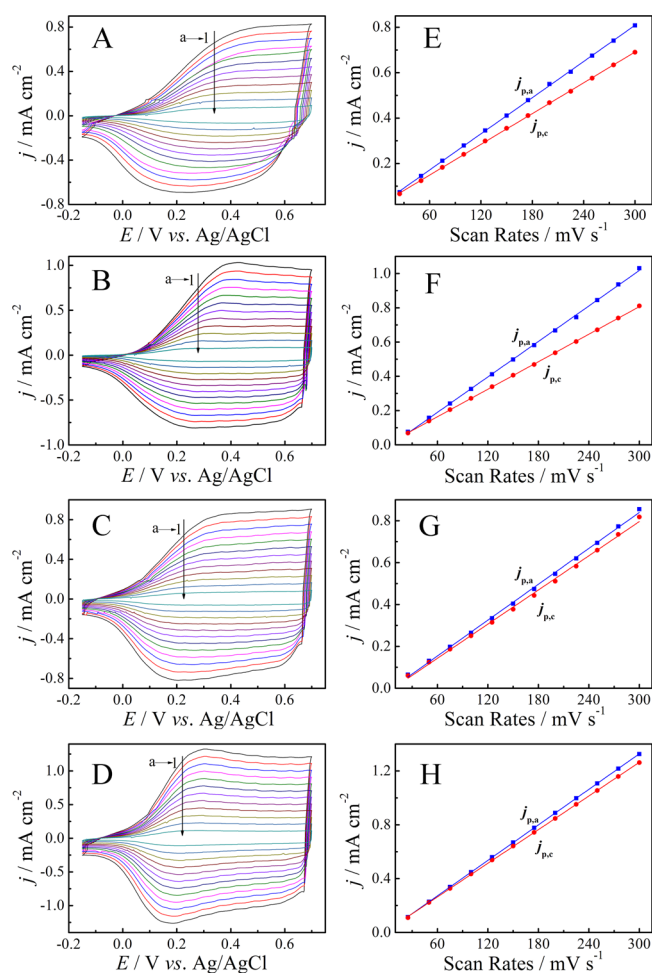 A
a→l
0.8
0.4
0.0
-0.4
-0.8
j / mA cm⁻²
-0.2 0.0 0.2 0.4 0.6
E / V vs. Ag/AgCl
E
0.8
0.6
0.4
0.2
j / mA cm⁻²
jp,a
jp,c
60 120 180 240 300
Scan Rates / mV s⁻¹
B
a→l
1.0
0.5
0.0
-0.5
-1.0
j / mA cm⁻²
-0.2 0.0 0.2 0.4 0.6
E / V vs. Ag/AgCl
F
1.0
0.8
0.6
0.4
0.2
0.0
j / mA cm⁻²
jp,a
jp,c
60 120 180 240 300
Scan Rates / mV s⁻¹
C
a→l
0.8
0.4
0.0
-0.4
-0.8
j / mA cm⁻²
-0.2 0.0 0.2 0.4 0.6
E / V vs. Ag/AgCl
G
0.8
0.6
0.4
0.2
0.0
j / mA cm⁻²
jp,a
jp,c
60 120 180 240 300
Scan Rates / mV s⁻¹
D
a→l
1.0
0.5
0.0
-0.5
-1.0
j / mA cm⁻²
-0.2 0.0 0.2 0.4 0.6
E / V vs. Ag/AgCl
H
1.2
0.8
0.4
0.0
j / mA cm⁻²
jp,a
jp,c
60 120 180 240 300
Scan Rates / mV s⁻¹